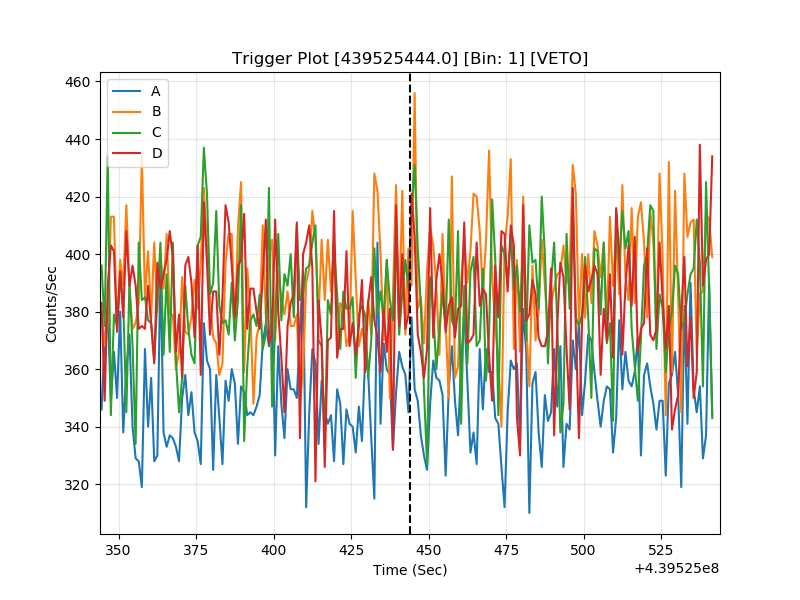 Trigger Plot [439525444.0] [Bin: 1] [VETO]
460
440
420
400
380
360
340
320
Counts/Sec
A
B
C
D
350
375
400
425
450
475
500
525
Time (Sec)
+4.39525e8